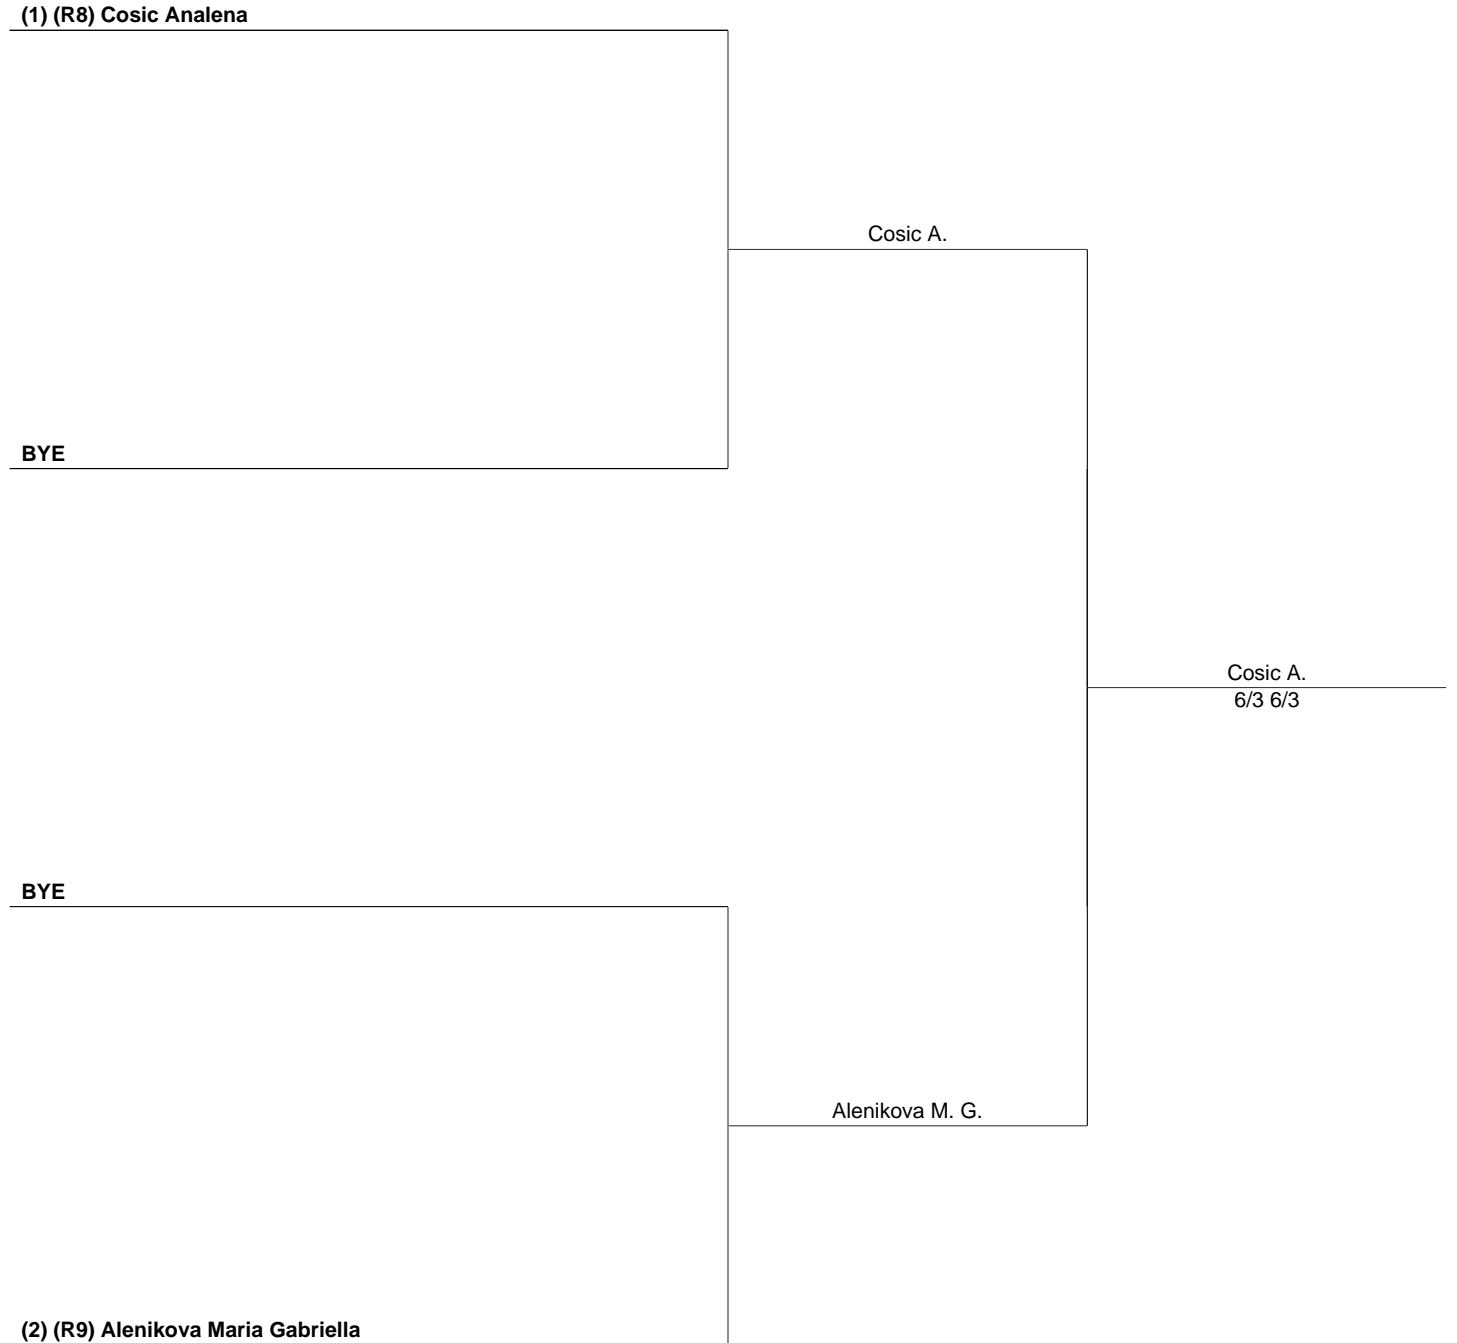 (1) (R8) Cosic Analena
Cosic A.
BYE
Cosic A.
6/3 6/3
BYE
Alenikova M. G.
(2) (R9) Alenikova Maria Gabriella